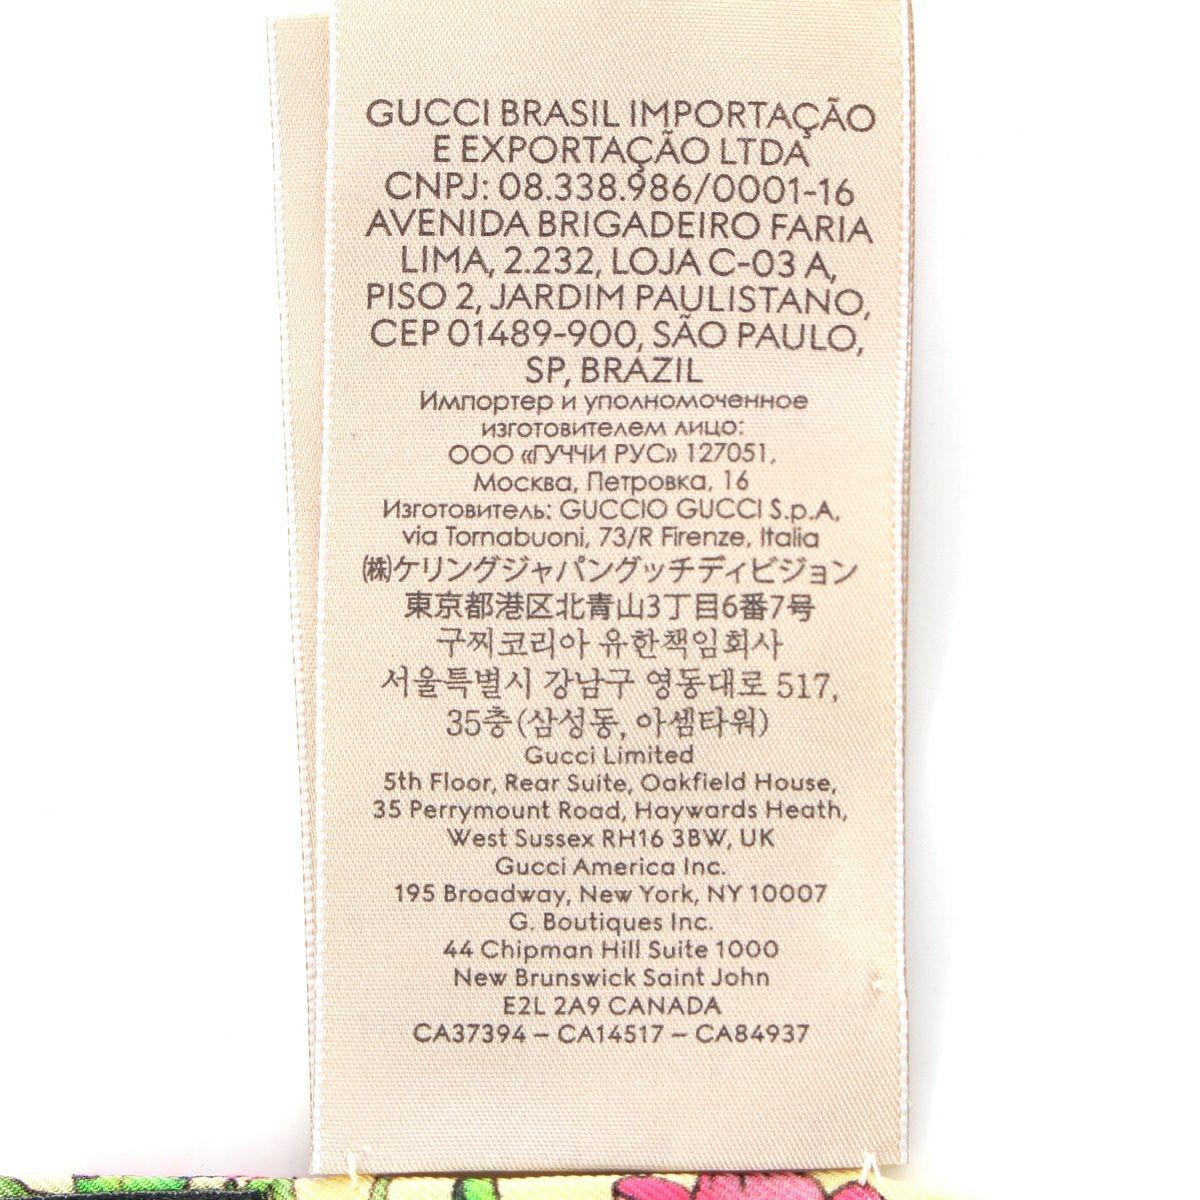 GUCCI BRASIL IMPORTAÇÃO
E EXPORTAÇÃO LTDA
CNPJ: 08.338.986/0001-16
AVENIDA BRIGADEIRO FARIA
LIMA, 2.232, LOJA C-03 A,
PISO 2, JARDIM PAULISTANO,
CEP 01489-900, SÃO PAULO,
SP, BRAZIL
Импортер и уполномоченное
изготовителем лицо:
ООО «ГУЧЧИ РУС» 127051,
Москва, Петровка, 16
Изготовитель: GUCCIO GUCCI S.p.A,
via Tornabuoni, 73/R Firenze, Italia
㈱ケリングジャパングッチディビジョン
東京都港区北青山3丁目6番7号
구찌코리아 유한책임회사
서울특별시 강남구 영동대로 517,
35층(삼성동, 아셈타워)
Gucci Limited
5th Floor, Rear Suite, Oakfield House,
35 Perrymount Road, Haywards Heath,
West Sussex RH16 3BW, UK
Gucci America Inc.
195 Broadway, New York, NY 10007
G. Boutiques Inc.
44 Chipman Hill Suite 1000
New Brunswick Saint John
E2L 2A9 CANADA
CA37394 – CA14517 – CA84937